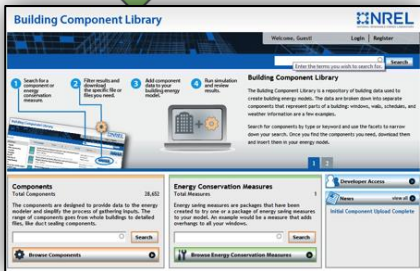 Building Component Library
NREL
Welcome, Guest!
Login | Register
Search
Enter the terms you wish to search for.
1 Search for a component or energy conservation measure.
2 Filter results and download the specific file or files you need.
3 Add component data to your building energy model.
4 Run simulation and review results.
Building Component Library
The Building Component Library is a repository of building data used to
create building energy models. The data are broken down into separate
components that represent parts of a building: windows, walls, schedules, and
weather information are a few examples.
Search for components by type or keyword and use the facets to narrow
down your search. Once you find the components you need, download them
and insert them in your energy model.
1 2
Components
Total Components 28,652
The components are designed to provide data to the energy
modeler and simplify the process of gathering inputs. The
range of components goes from whole buildings to detailed
files, like duct sealing components.
Search
Browse Components
Energy Conservation Measures
Total Measures 1
Energy saving measures are packages that have been
created to try one or a package of energy saving measures
to your model. An example would be a measure that adds
overhangs to all your windows.
Search
Browse Energy Conservation Measures
Developer Access
News view all
Initial Component Upload Complete